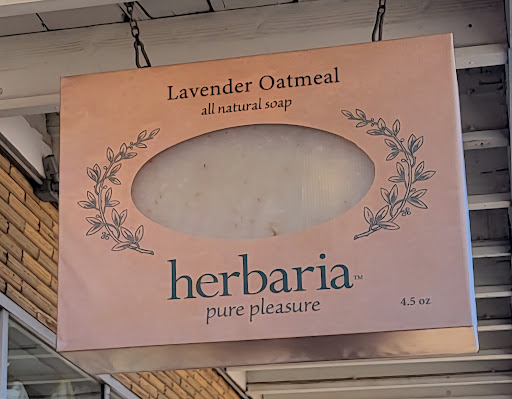 Lavender Oatmeal
all natural soap
herbaria™
pure pleasure
4.5 oz